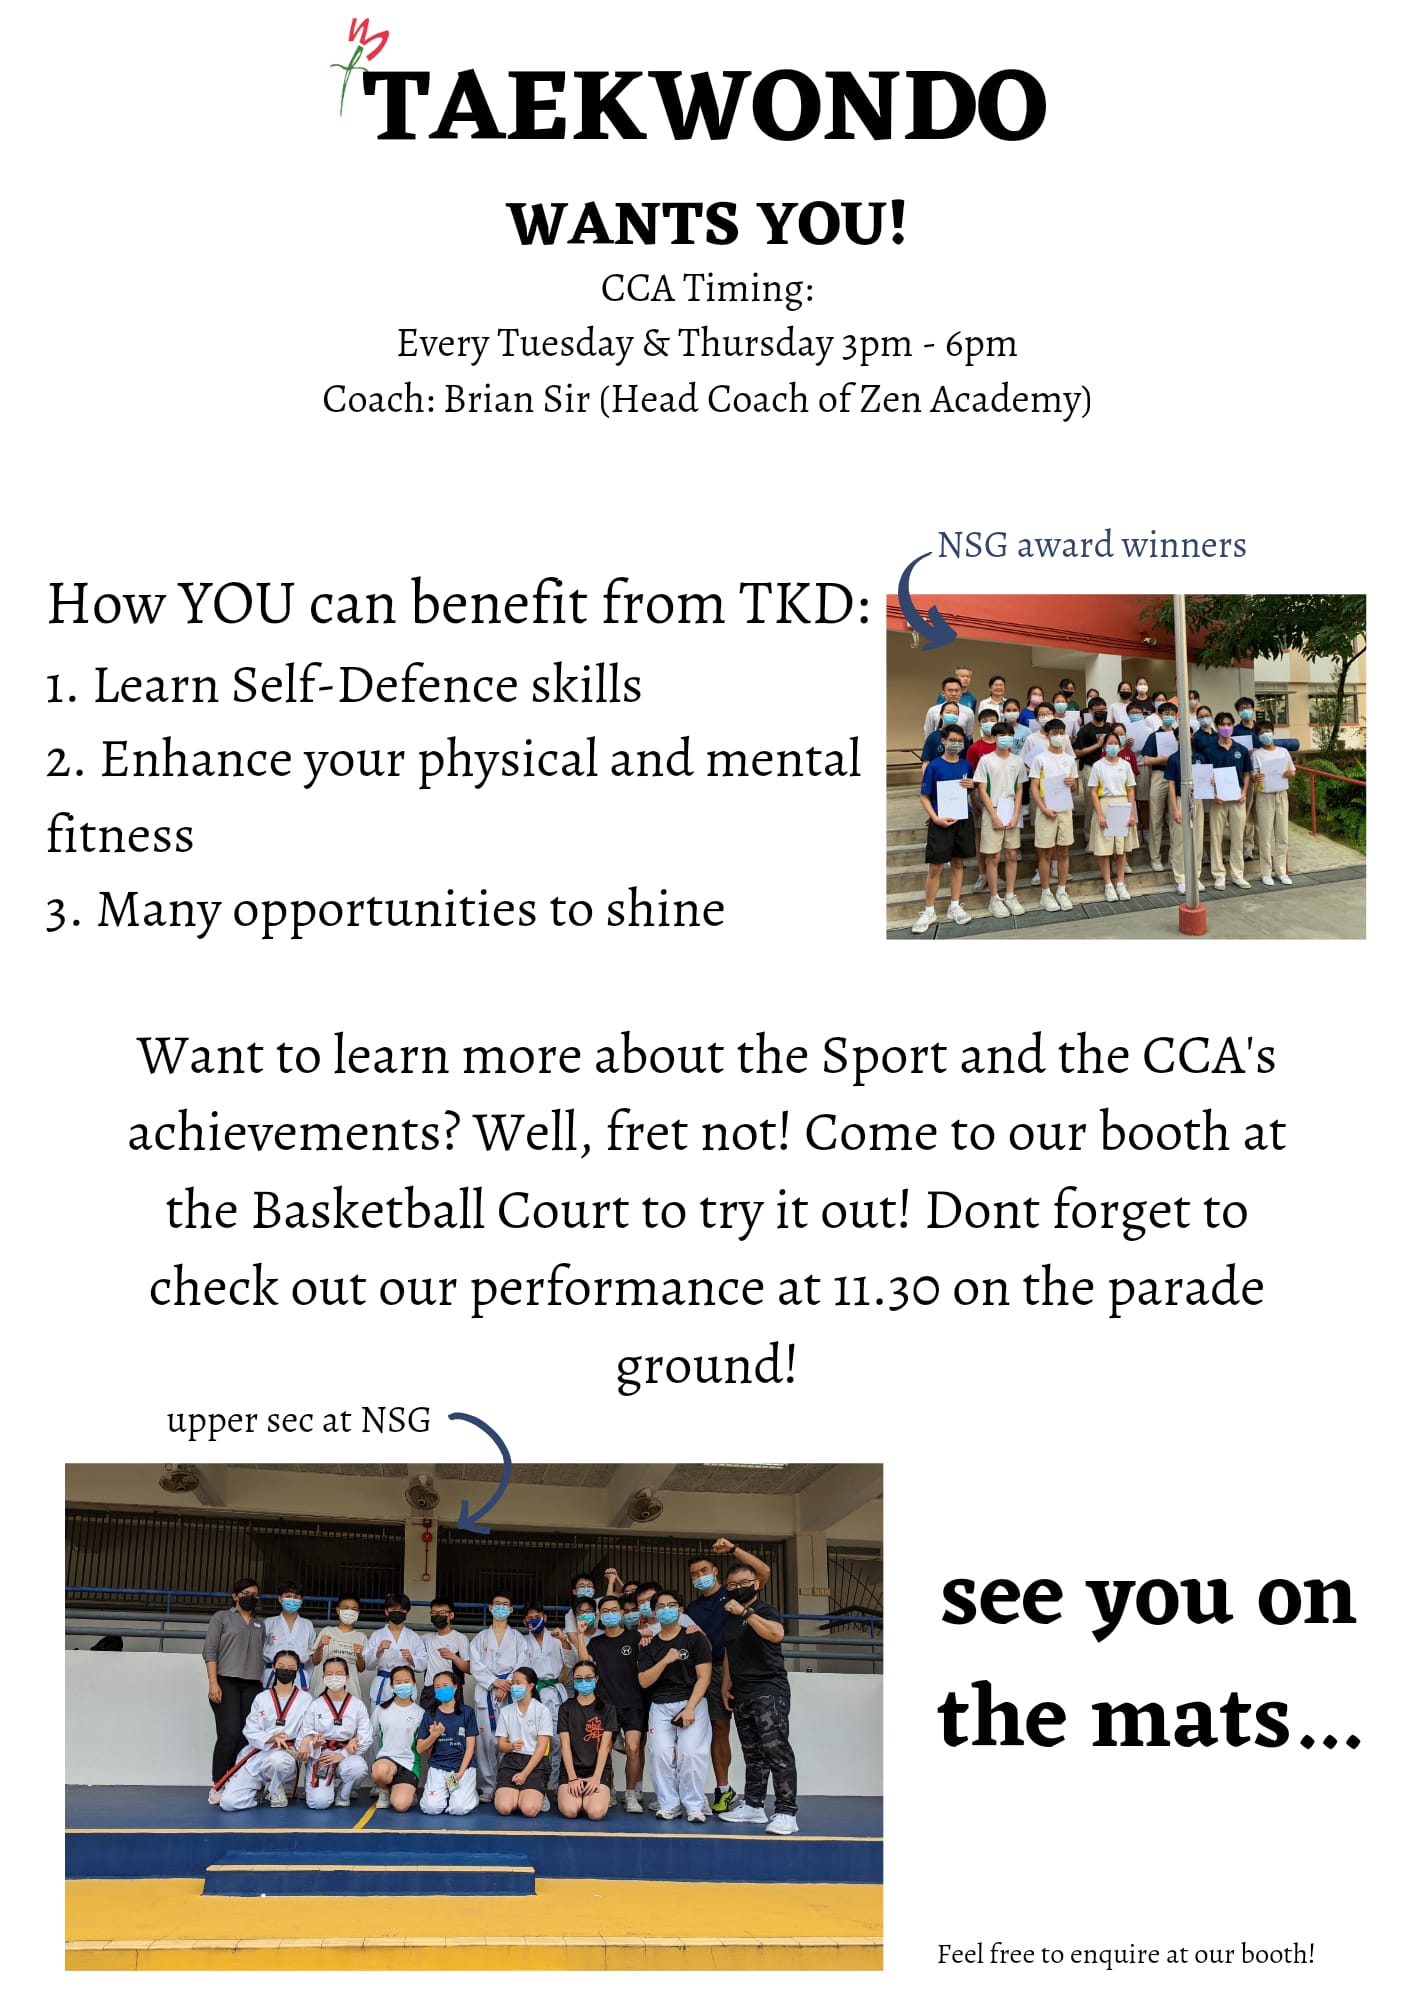 TAEKWONDO
WANTS YOU!
CCA Timing:
Every Tuesday & Thursday 3pm - 6pm
Coach: Brian Sir (Head Coach of Zen Academy)
NSG award winners
How YOU can benefit from TKD:
1. Learn Self-Defence skills
2. Enhance your physical and mental
fitness
3. Many opportunities to shine
Want to learn more about the Sport and the CCA's
achievements? Well, fret not! Come to our booth at
the Basketball Court to try it out! Dont forget to
check out our performance at 11.30 on the parade
ground!
upper sec at NSG
see you on
the mats...
Feel free to enquire at our booth!